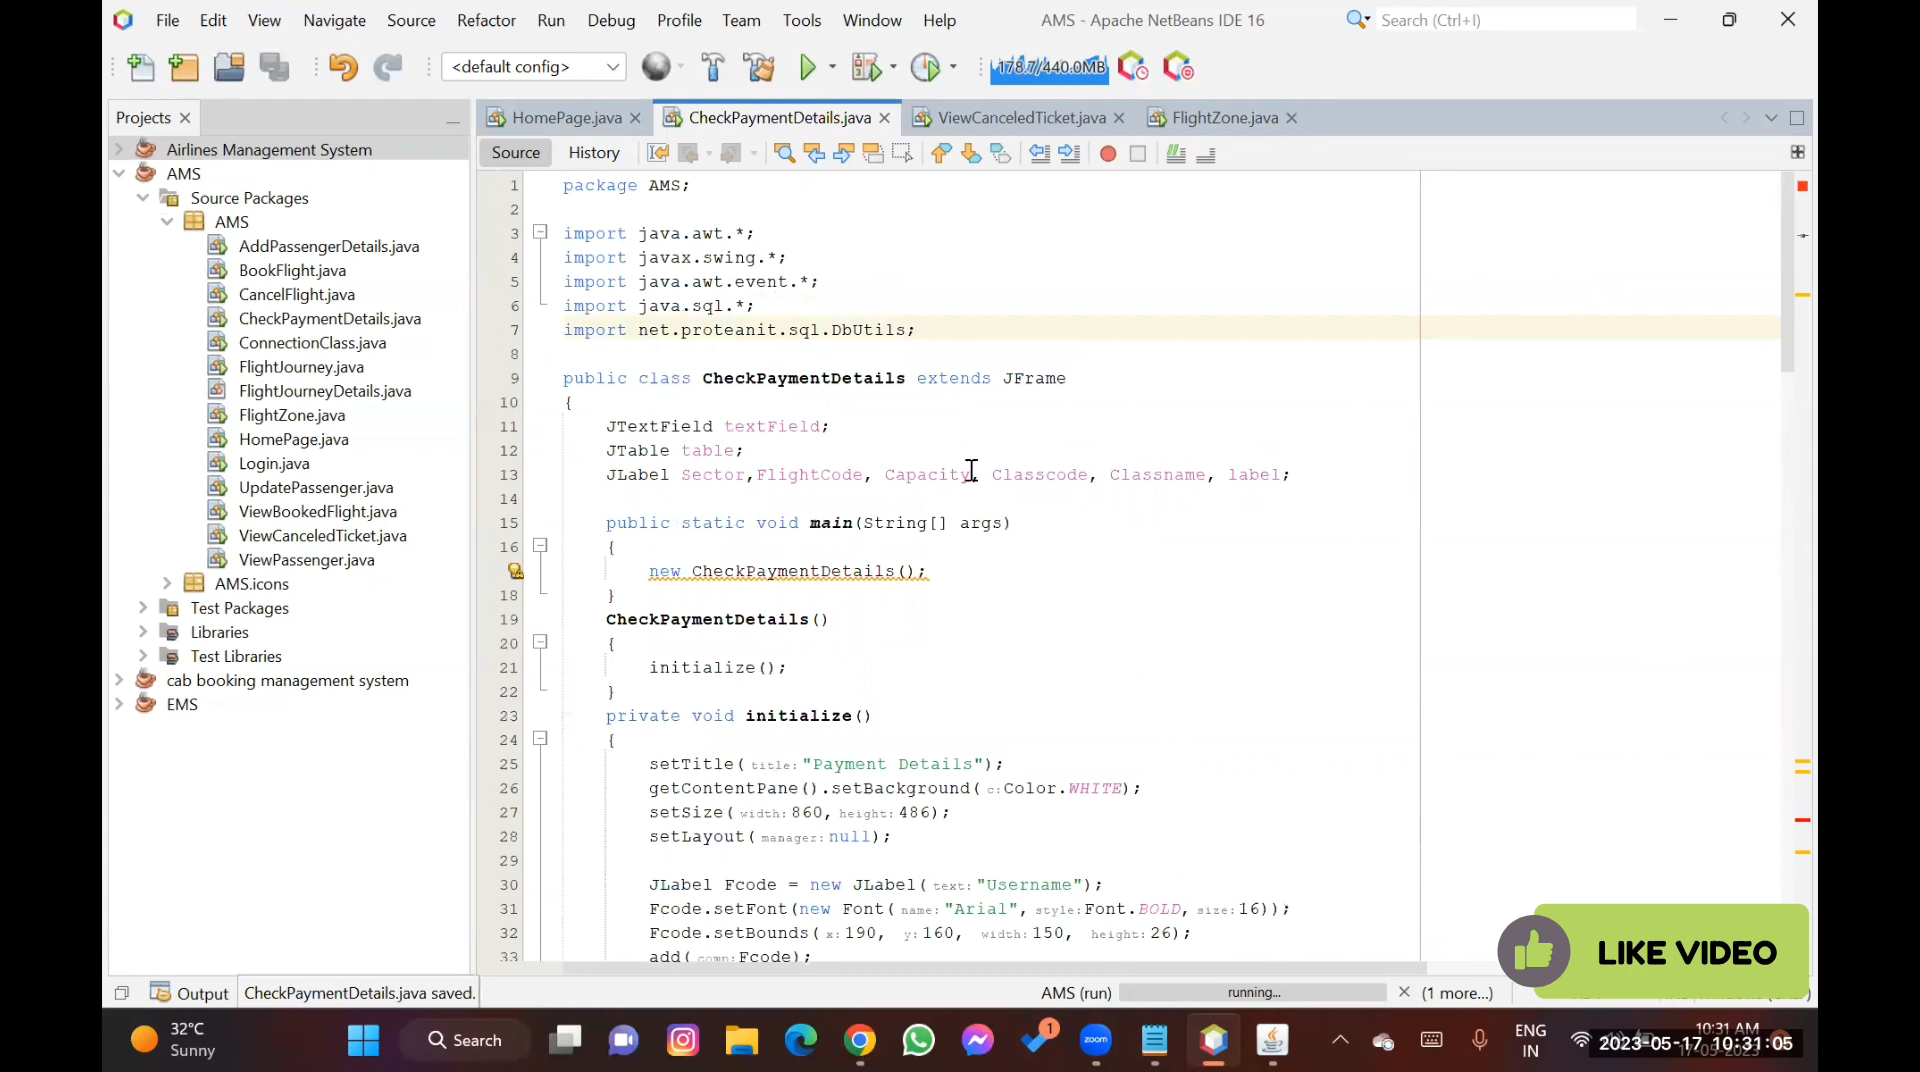 File Edit View Navigate Source Refactor Run Debug Profile Team Tools Window Help AMS - Apache NetBeans IDE 16 Search (Ctrl+I)
<default config> 178.7/440.0MB
Projects HomePage.java CheckPaymentDetails.java ViewCanceledTicket.java FlightZone.java
Source History
Airlines Management System
AMS
Source Packages
AMS
AddPassengerDetails.java
BookFlight.java
CancelFlight.java
CheckPaymentDetails.java
ConnectionClass.java
FlightJourney.java
FlightJourneyDetails.java
FlightZone.java
HomePage.java
Login.java
UpdatePassenger.java
ViewBookedFlight.java
ViewCanceledTicket.java
ViewPassenger.java
AMS.icons
Test Packages
Libraries
Test Libraries
cab booking management system
EMS
1 package AMS;
2
3 import java.awt.*;
4 import javax.swing.*;
5 import java.awt.event.*;
6 import java.sql.*;
7 import net.proteanit.sql.DbUtils;
8
9 public class CheckPaymentDetails extends JFrame
10 {
11 JTextField textField;
12 JTable table;
13 JLabel Sector,FlightCode, Capacity, Classcode, Classname, label;
14
15 public static void main(String[] args)
16 {
new CheckPaymentDetails();
18 }
19 CheckPaymentDetails()
20 {
21 initialize();
22 }
23 private void initialize()
24 {
25 setTitle(title:"Payment Details");
26 getContentPane().setBackground(c:Color.WHITE);
27 setSize(width:860, height:486);
28 setLayout(manager:null);
29
30 JLabel Fcode = new JLabel(text:"Username");
31 Fcode.setFont(new Font(name:"Arial", style:Font.BOLD, size:16));
32 Fcode.setBounds(x:190, y:160, width:150, height:26);
33 add(comp:Fcode);
LIKE VIDEO
Output CheckPaymentDetails.java saved. AMS (run) running... (1 more...)
32°C
Sunny
Search
1
zoom
ENG
IN
10:31 AM
2023-05-17 10:31:05